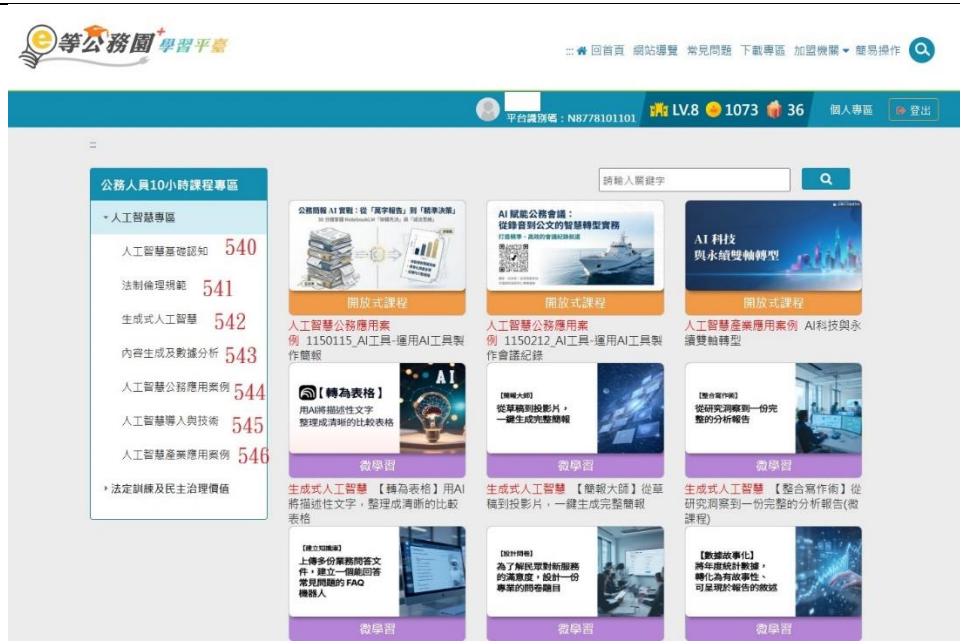 e等公務園+學習平臺
::: 回首頁 網站導覽 常見問題 下載專區 加盟機關 簡易操作
平台識別碼：N8778101101 LV.8 1073 36 個人專區 登出
:::
公務人員10小時課程專區
請輸入關鍵字
人工智慧專區
人工智慧基礎認知 540
法制倫理規範 541
生成式人工智慧 542
內容生成及數據分析 543
人工智慧公務應用案例 544
人工智慧導入與技術 545
人工智慧產業應用案例 546
法定訓練及民主治理價值
公務簡報 AI 實戰：從「萬字報告」到「精準決策」
開放式課程
人工智慧公務應用案
例 1150115_AI工具-運用AI工具製
作簡報
AI 賦能公務會議：
從錄音到公文的智慧轉型實務
打造精準、高效的會議紀錄新流
開放式課程
人工智慧公務應用案
例 1150212_AI工具-運用AI工具製
作會議紀錄
AI 科技
與永續雙軸轉型
開放式課程
人工智慧產業應用案例 AI科技與永
續雙軸轉型
【轉為表格】
AI
用AI將描述性文字
整理成清晰的比較表格
微學習
生成式人工智慧 【轉為表格】用AI
將描述性文字，整理成清晰的比較
表格
【簡報大師】
從草稿到投影片，
一鍵生成完整簡報
微學習
生成式人工智慧 【簡報大師】從草
稿到投影片，一鍵生成完整簡報
【整合寫作術】
從研究洞察到一份完
整的分析報告
微學習
生成式人工智慧 【整合寫作術】從
研究洞察到一份完整的分析報告(微
課程)
【建立知識庫】
上傳多份業務問答文
件，建立一個能回答
常見問題的 FAQ
機器人
微學習
【設計問卷】
為了解民眾對新服務
的滿意度，設計一份
專業的問卷題目
微學習
【數據故事化】
將年度統計數據，
轉化為有故事性、
可呈現於報告的敘述
微學習